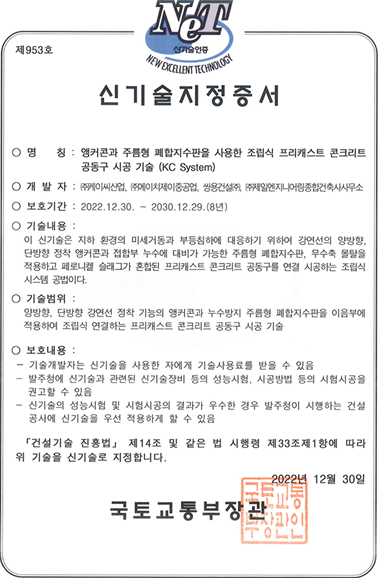 NeT
신기술인증
NEW EXCELLENT TECHNOLOGY
제953호
신기술지정증서
○ 명 칭 : 앵커콘과 주름형 폐합지수판을 사용한 조립식 프리캐스트 콘크리트
공동구 시공 기술 (KC System)
○ 개 발 자 : ㈜케이씨산업, ㈜에이치제이중공업, 쌍용건설㈜, ㈜제일엔지니어링종합건축사사무소
○ 보호기간 : 2022.12.30. ~ 2030.12.29.(8년)
○ 기술내용 :
이 신기술은 지하 환경의 미세거동과 부등침하에 대응하기 위하여 강연선의 양방향,
단방향 정착 앵커콘과 접합부 누수에 대비가 가능한 주름형 폐합지수판, 무수축 몰탈을
적용하고 페로니켈 슬래그가 혼합된 프리캐스트 콘크리트 공동구를 연결 시공하는 조립식
시스템 공법이다.
○ 기술범위 :
양방향, 단방향 강연선 정착 기능의 앵커콘과 누수방지 주름형 폐합지수판을 이음부에
적용하여 조립식 연결하는 프리캐스트 콘크리트 공동구 시공 기술
○ 보호내용 :
– 기술개발자는 신기술을 사용한 자에게 기술사용료를 받을 수 있음
– 발주청에 신기술과 관련된 신기술장비 등의 성능시험, 시공방법 등의 시험시공을
권고할 수 있음
– 신기술의 성능시험 및 시험시공의 결과가 우수한 경우 발주청이 시행하는 건설
공사에 신기술을 우선 적용하게 할 수 있음
「건설기술 진흥법」 제14조 및 같은 법 시행령 제33조제1항에 따라
위 기술을 신기술로 지정합니다.
2022년 12월 30일
국토교통부장관
국토교통
부장관인